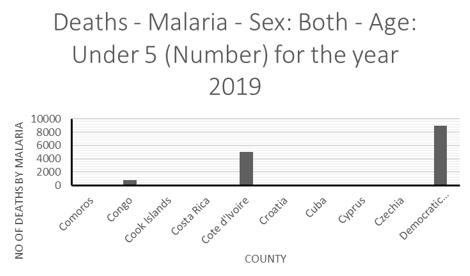 Deaths - Malaria - Sex: Both - Age:
Under 5 (Number) for the year
2019
NO OF DEATHS BY MALARIA
10000
8000
6000
4000
2000
0
Comoros
Congo
Cook Islands
Costa Rica
Cote d'Ivoire
Croatia
Cuba
Cyprus
Czechia
Democratic...
COUNTY